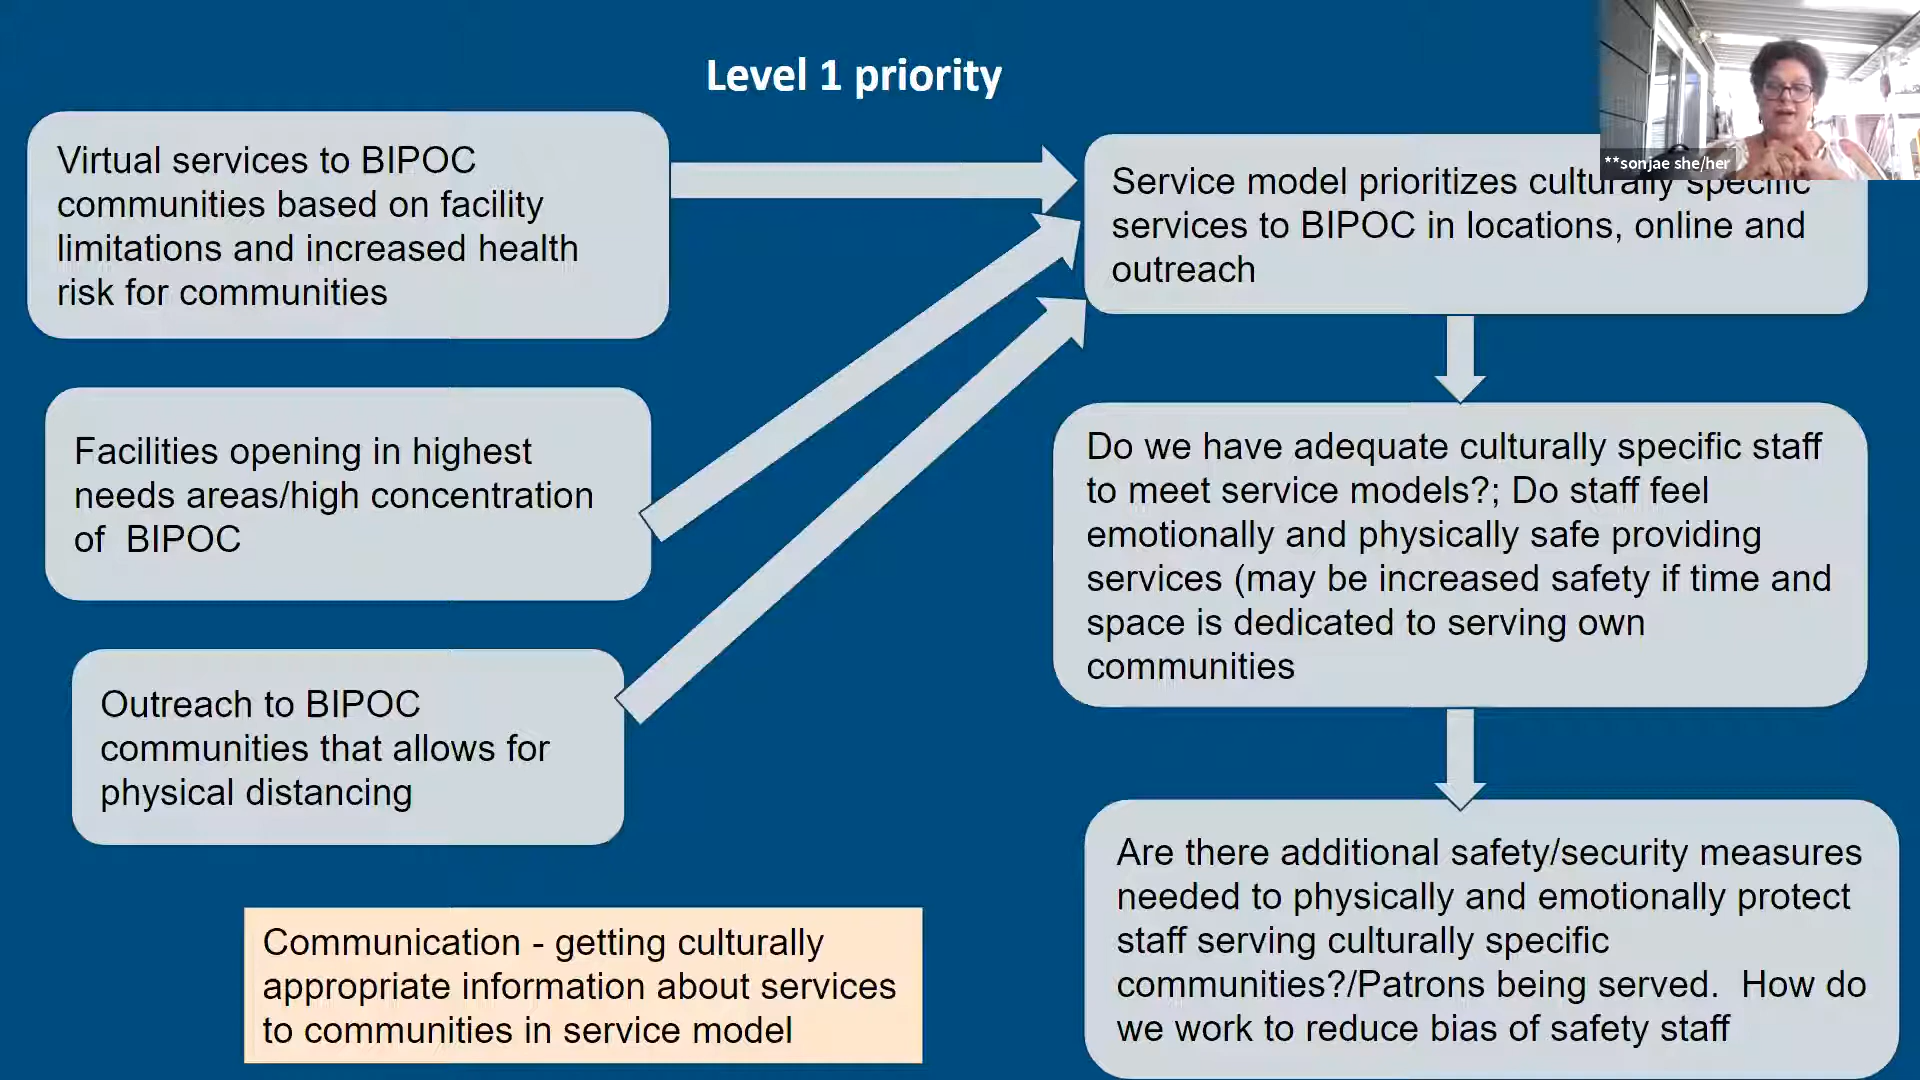 Level 1 priority
**sonjae she/her
Virtual services to BIPOC
communities based on facility
limitations and increased health
risk for communities
Service model prioritizes culturally specific
services to BIPOC in locations, online and
outreach
Facilities opening in highest
needs areas/high concentration
of  BIPOC
Do we have adequate culturally specific staff
to meet service models?; Do staff feel
emotionally and physically safe providing
services (may be increased safety if time and
space is dedicated to serving own
communities
Outreach to BIPOC
communities that allows for
physical distancing
Are there additional safety/security measures
needed to physically and emotionally protect
staff serving culturally specific
communities?/Patrons being served.  How do
we work to reduce bias of safety staff
Communication - getting culturally
appropriate information about services
to communities in service model